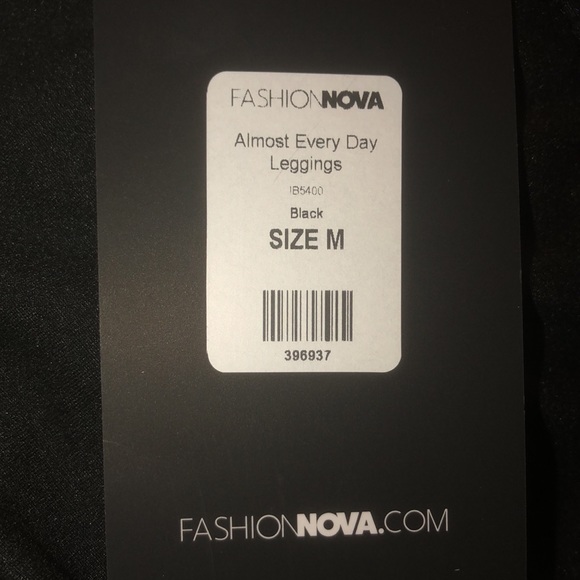 FASHIONNOVA
Almost Every Day
Leggings
IB5400
Black
SIZE M
396937
FASHIONNOVA.COM